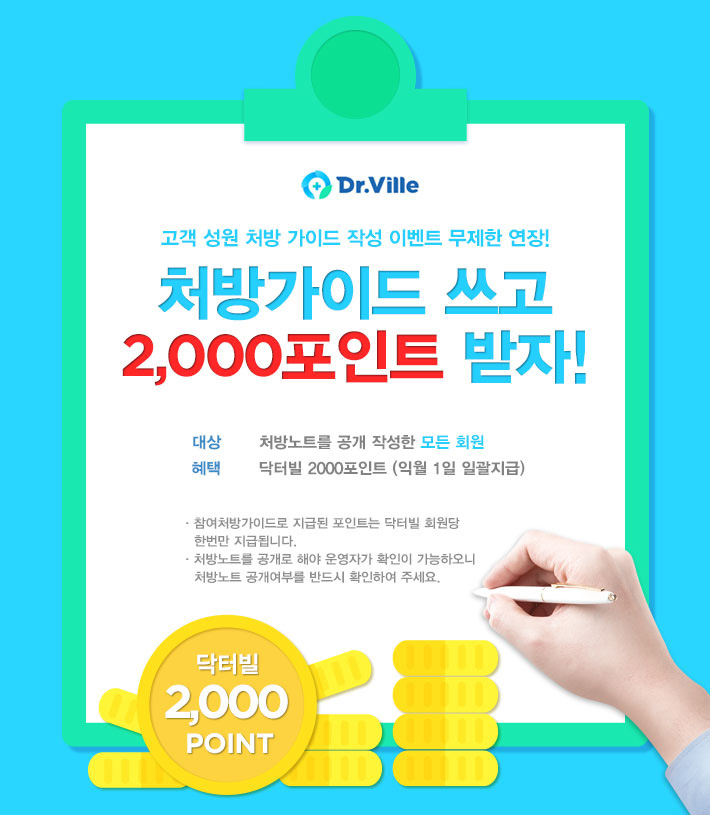 Dr.Ville
고객 성원 처방 가이드 작성 이벤트 무제한 연장!
처방가이드 쓰고
2,000포인트 받자!
대상 처방노트를 공개 작성한 모든 회원
혜택 닥터빌 2000포인트 (익월 1일 일괄지급)
· 참여처방가이드로 지급된 포인트는 닥터빌 회원당
한번만 지급됩니다.
· 처방노트를 공개로 해야 운영자가 확인이 가능하오니
처방노트 공개여부를 반드시 확인하여 주세요.
닥터빌
2,000
POINT